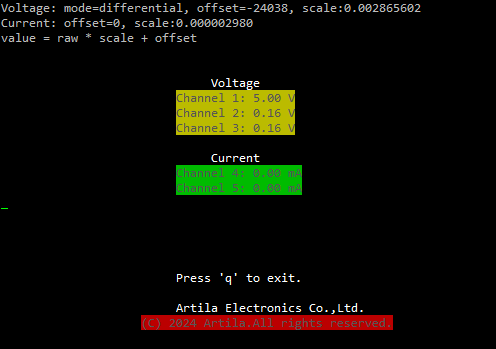 Voltage: mode=differential, offset=-24038, scale:0.002865602
Current: offset=0, scale:0.000002980
value = raw * scale + offset
Voltage
Channel 1: 5.00 V
Channel 2: 0.16 V
Channel 3: 0.16 V
Current
Channel 4: 0.00 mA
Channel 5: 0.00 mA
Press 'q' to exit.
Artila Electronics Co.,Ltd.
(C) 2024 Artila.All rights reserved.